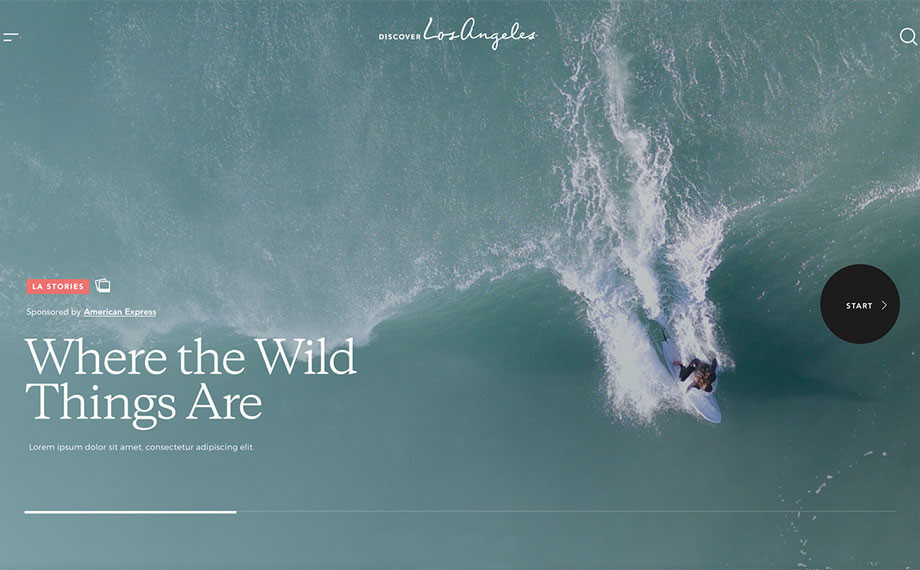 DISCOVER Los Angeles
LA STORIES
Sponsored by American Express
START
Where the Wild
Things Are
Lorem ipsum dolor sit amet, consectetur adipiscing elit.